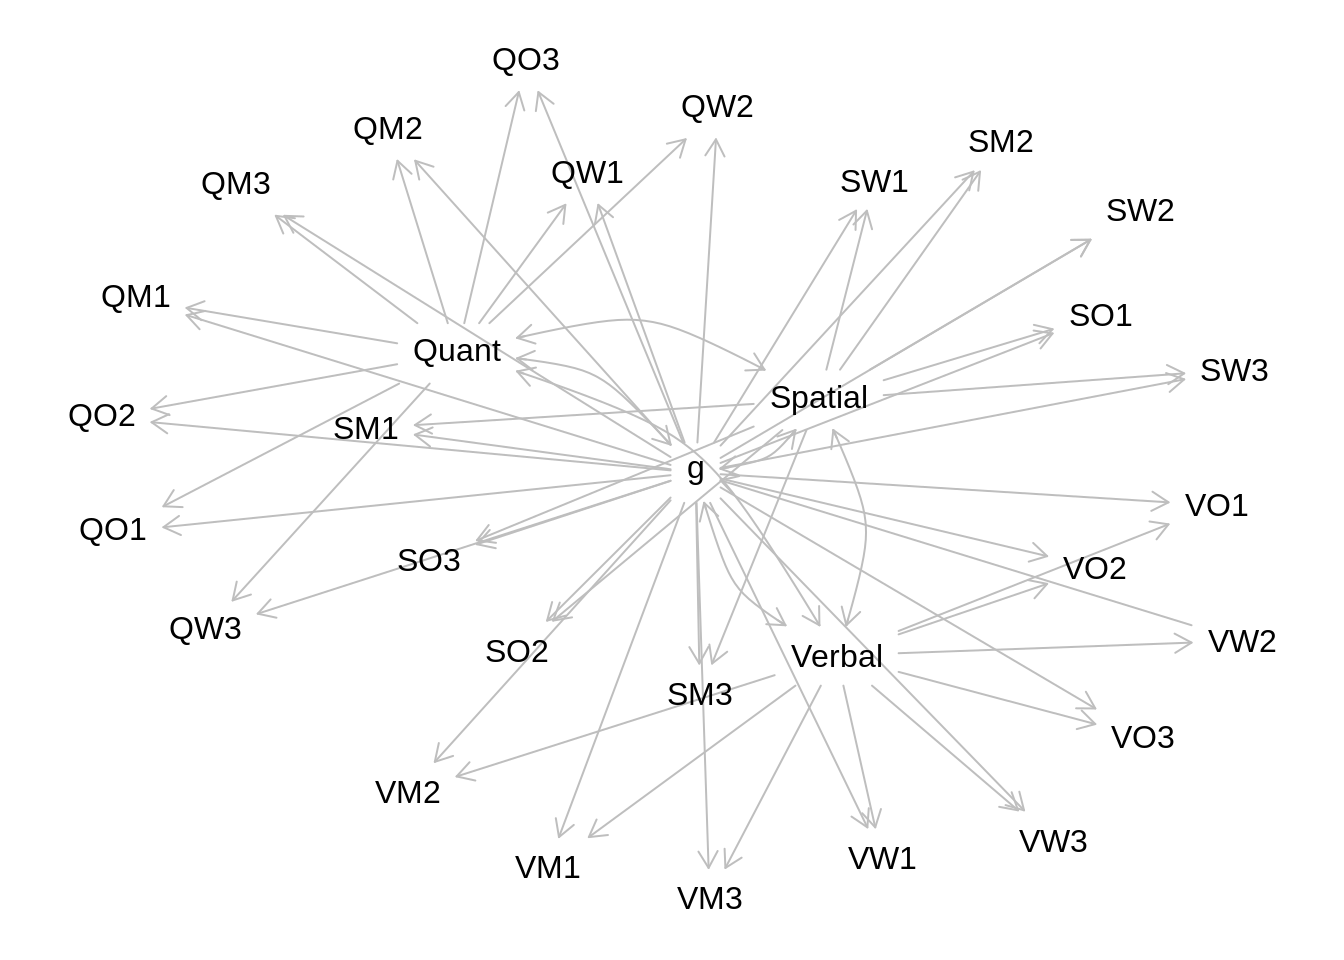 QO3
QW2
QM2
SM2
QW1
SW1
QM3
SW2
QM1
SO1
Quant
SW3
Spatial
QO2
SM1
g
VO1
QO1
SO3
VO2
QW3
VW2
SO2
Verbal
SM3
VO3
VM2
VW3
VW1
VM1
VM3